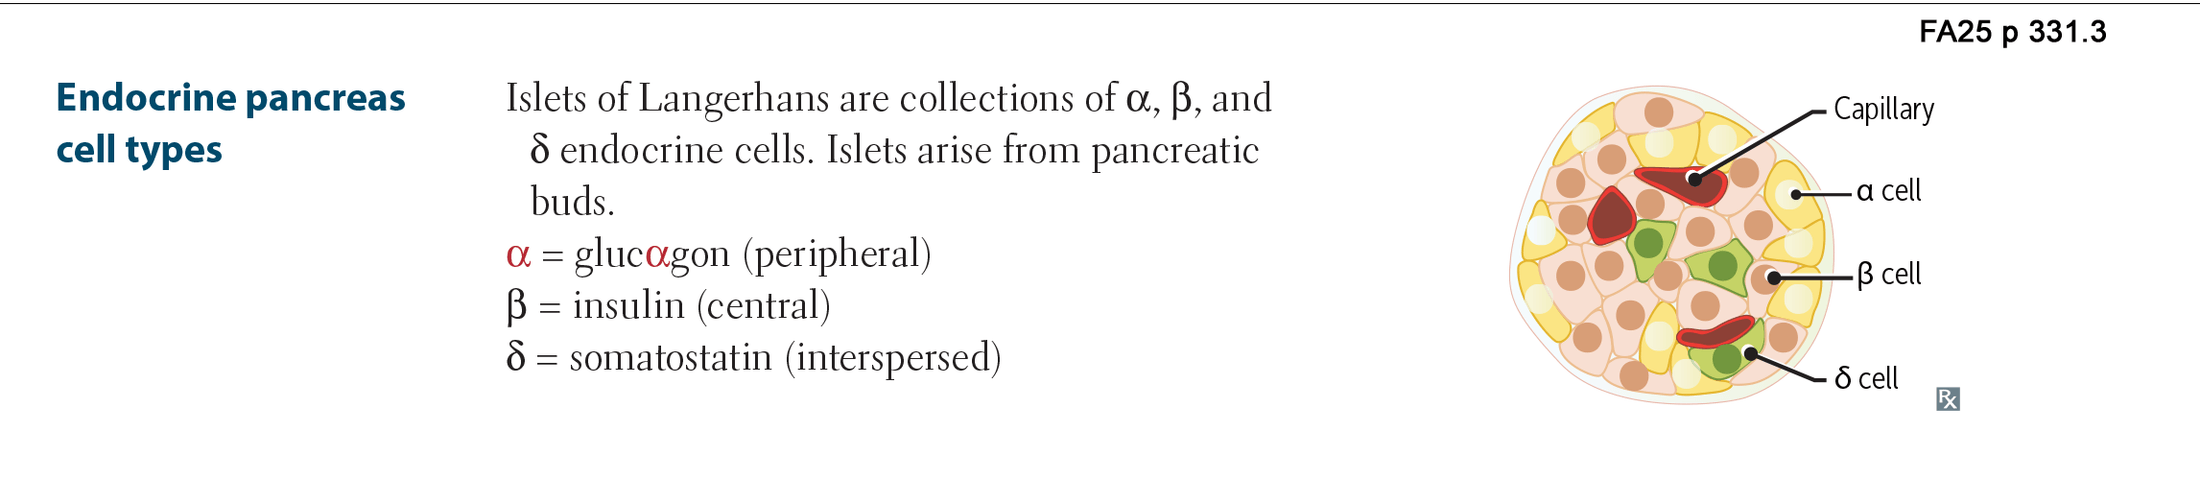 FA25 p 331.3
Endocrine pancreas
cell types
Islets of Langerhans are collections of α, β, and
δ endocrine cells. Islets arise from pancreatic
buds.
α = glucαgon (peripheral)
β = insulin (central)
δ = somatostatin (interspersed)
Capillary
α cell
β cell
δ cell
Rx